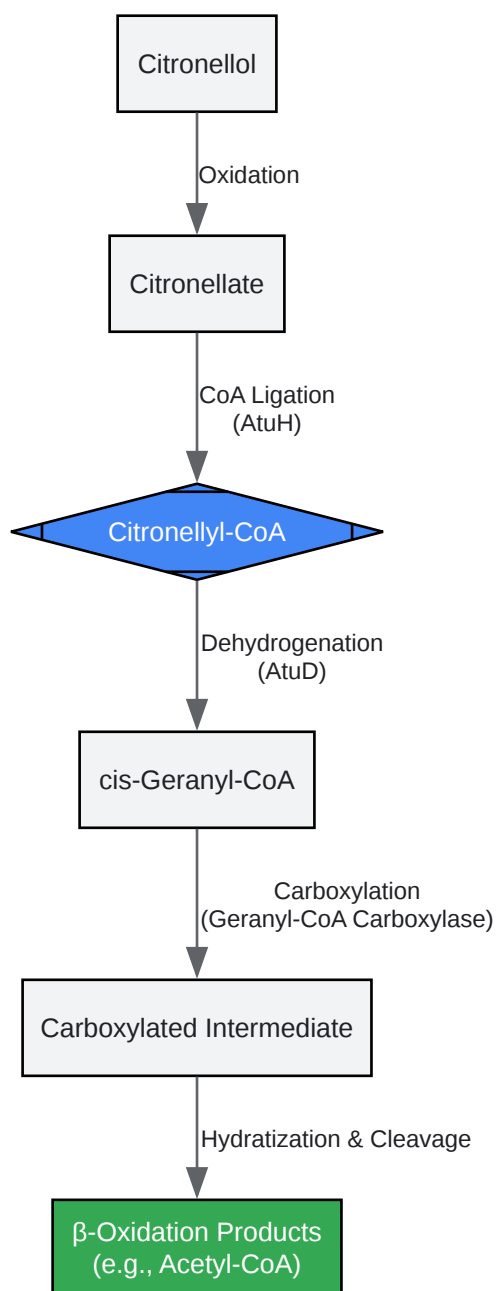 Citronellol
Oxidation
Citronellate
CoA Ligation
(AtuH)
Citronellyl-CoA
Dehydrogenation
(AtuD)
cis-Geranyl-CoA
Carboxylation
(Geranyl-CoA Carboxylase)
Carboxylated Intermediate
Hydratization & Cleavage
β-Oxidation Products
(e.g., Acetyl-CoA)